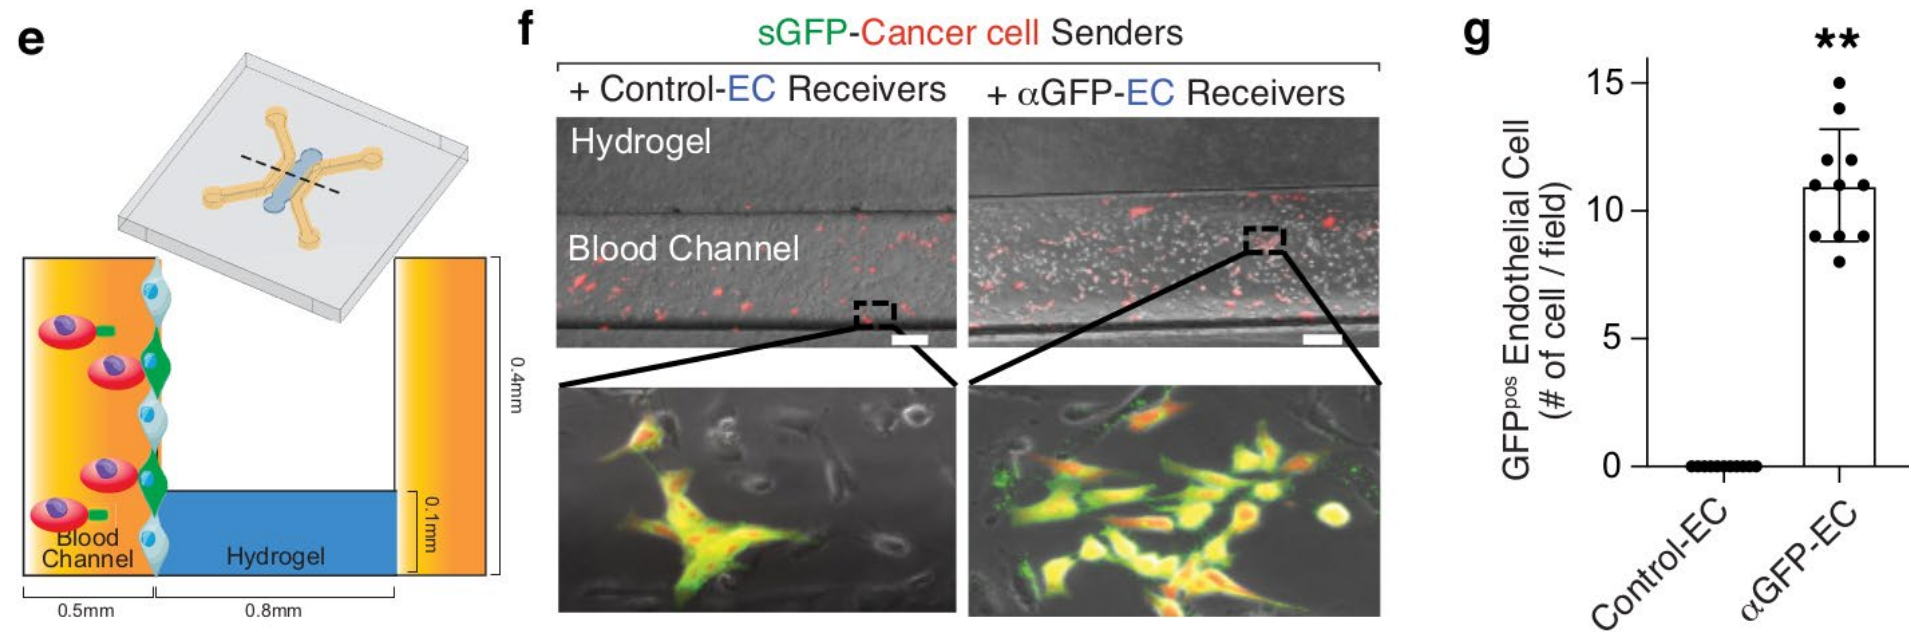 e
0.4mm
0.1mm
Blood
Channel
Hydrogel
0.5mm
0.8mm
f
sGFP-Cancer cell Senders
+ Control-EC Receivers
+ αGFP-EC Receivers
Hydrogel
Blood Channel
g
**
GFPpos Endothelial Cell
(# of cell / field)
15
10
5
0
Control-EC
αGFP-EC